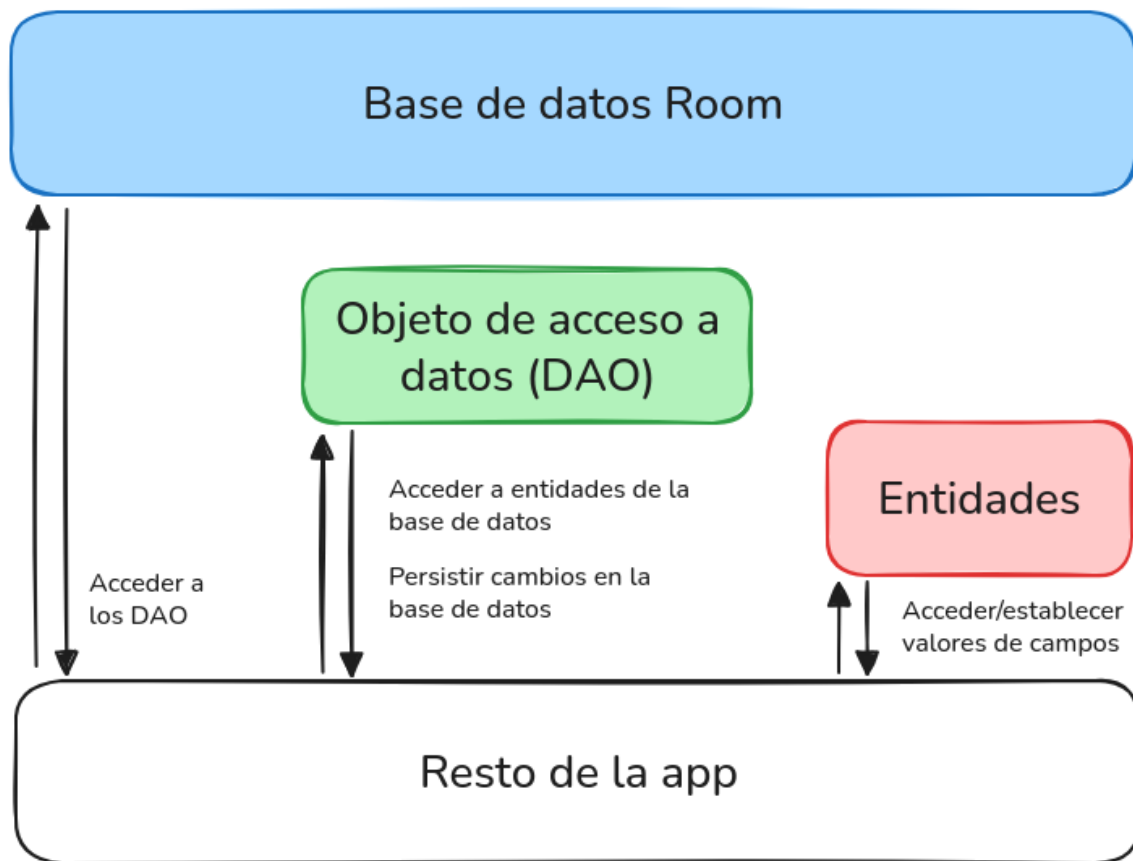 Base de datos Room
Objeto de acceso a
datos (DAO)
Acceder a entidades de la
base de datos
Persistir cambios en la
base de datos
Entidades
Acceder a
los DAO
Acceder/establecer
valores de campos
Resto de la app